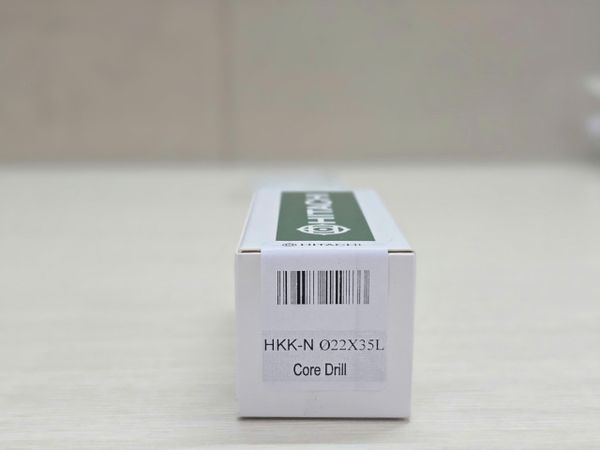 HITACHI
HITACHI
HKK-N Ø22X35L
Core Drill